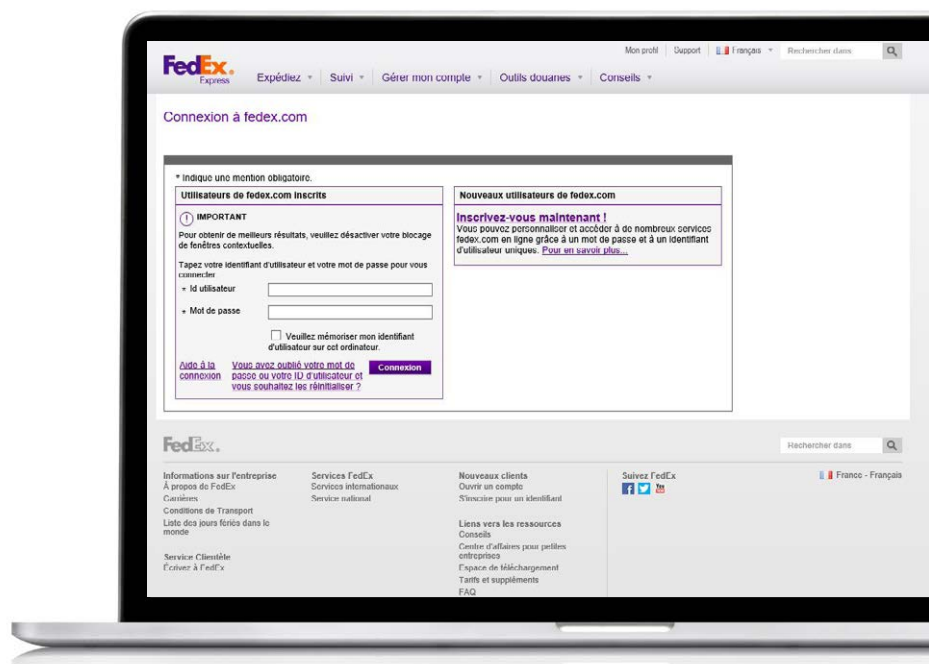 Mon profil Support Français Rechercher dans
FedEx.
Express
Expédiez Suivi Gérer mon compte Outils douanes Conseils
Connexion à fedex.com
* Indique une mention obligatoire.
Utilisateurs de fedex.com inscrits
! IMPORTANT
Pour obtenir de meilleurs résultats, veuillez désactiver votre blocage
de fenêtres contextuelles.
Tapez votre identifiant d'utilisateur et votre mot de passe pour vous
connecter
+ Id utilisateur
+ Mot de passe
Veuillez mémoriser mon identifiant
d'utilisateur sur cet ordinateur.
Aide à la
connexion
Vous avez oublié votre mot de
passe ou votre ID d'utilisateur et
vous souhaitez les réinitialiser ?
Connexion
Nouveaux utilisateurs de fedex.com
Inscrivez-vous maintenant !
Vous pouvez personnaliser et accéder à de nombreux services
fedex.com en ligne grâce à un mot de passe et à un identifiant
d'utilisateur uniques. Pour en savoir plus...
FedEx.
Rechercher dans
Informations sur l'entreprise
À propos de FedEx
Carrières
Conditions de Transport
Liste des jours fériés dans le
monde
Service Clientèle
Écrivez à FedEx
Services FedEx
Services internationaux
Service national
Nouveaux clients
Ouvrir un compte
S'inscrire pour un identifiant
Liens vers les ressources
Conseils
Centre d'affaires pour petites
entreprises
Espace de téléchargement
Tarifs et suppléments
FAQ
Suivez FedEx
France - Français